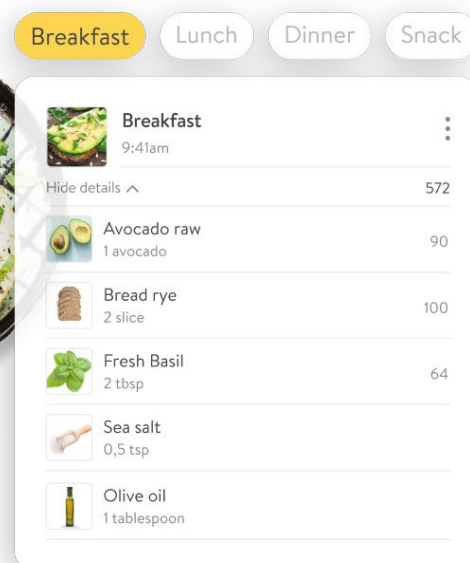 Breakfast
Lunch
Dinner
Snack
Breakfast
9:41am
Hide details
572
Avocado raw
90
1 avocado
Bread rye
100
2 slice
Fresh Basil
64
2 tbsp
Sea salt
0,5 tsp
Olive oil
1 tablespoon